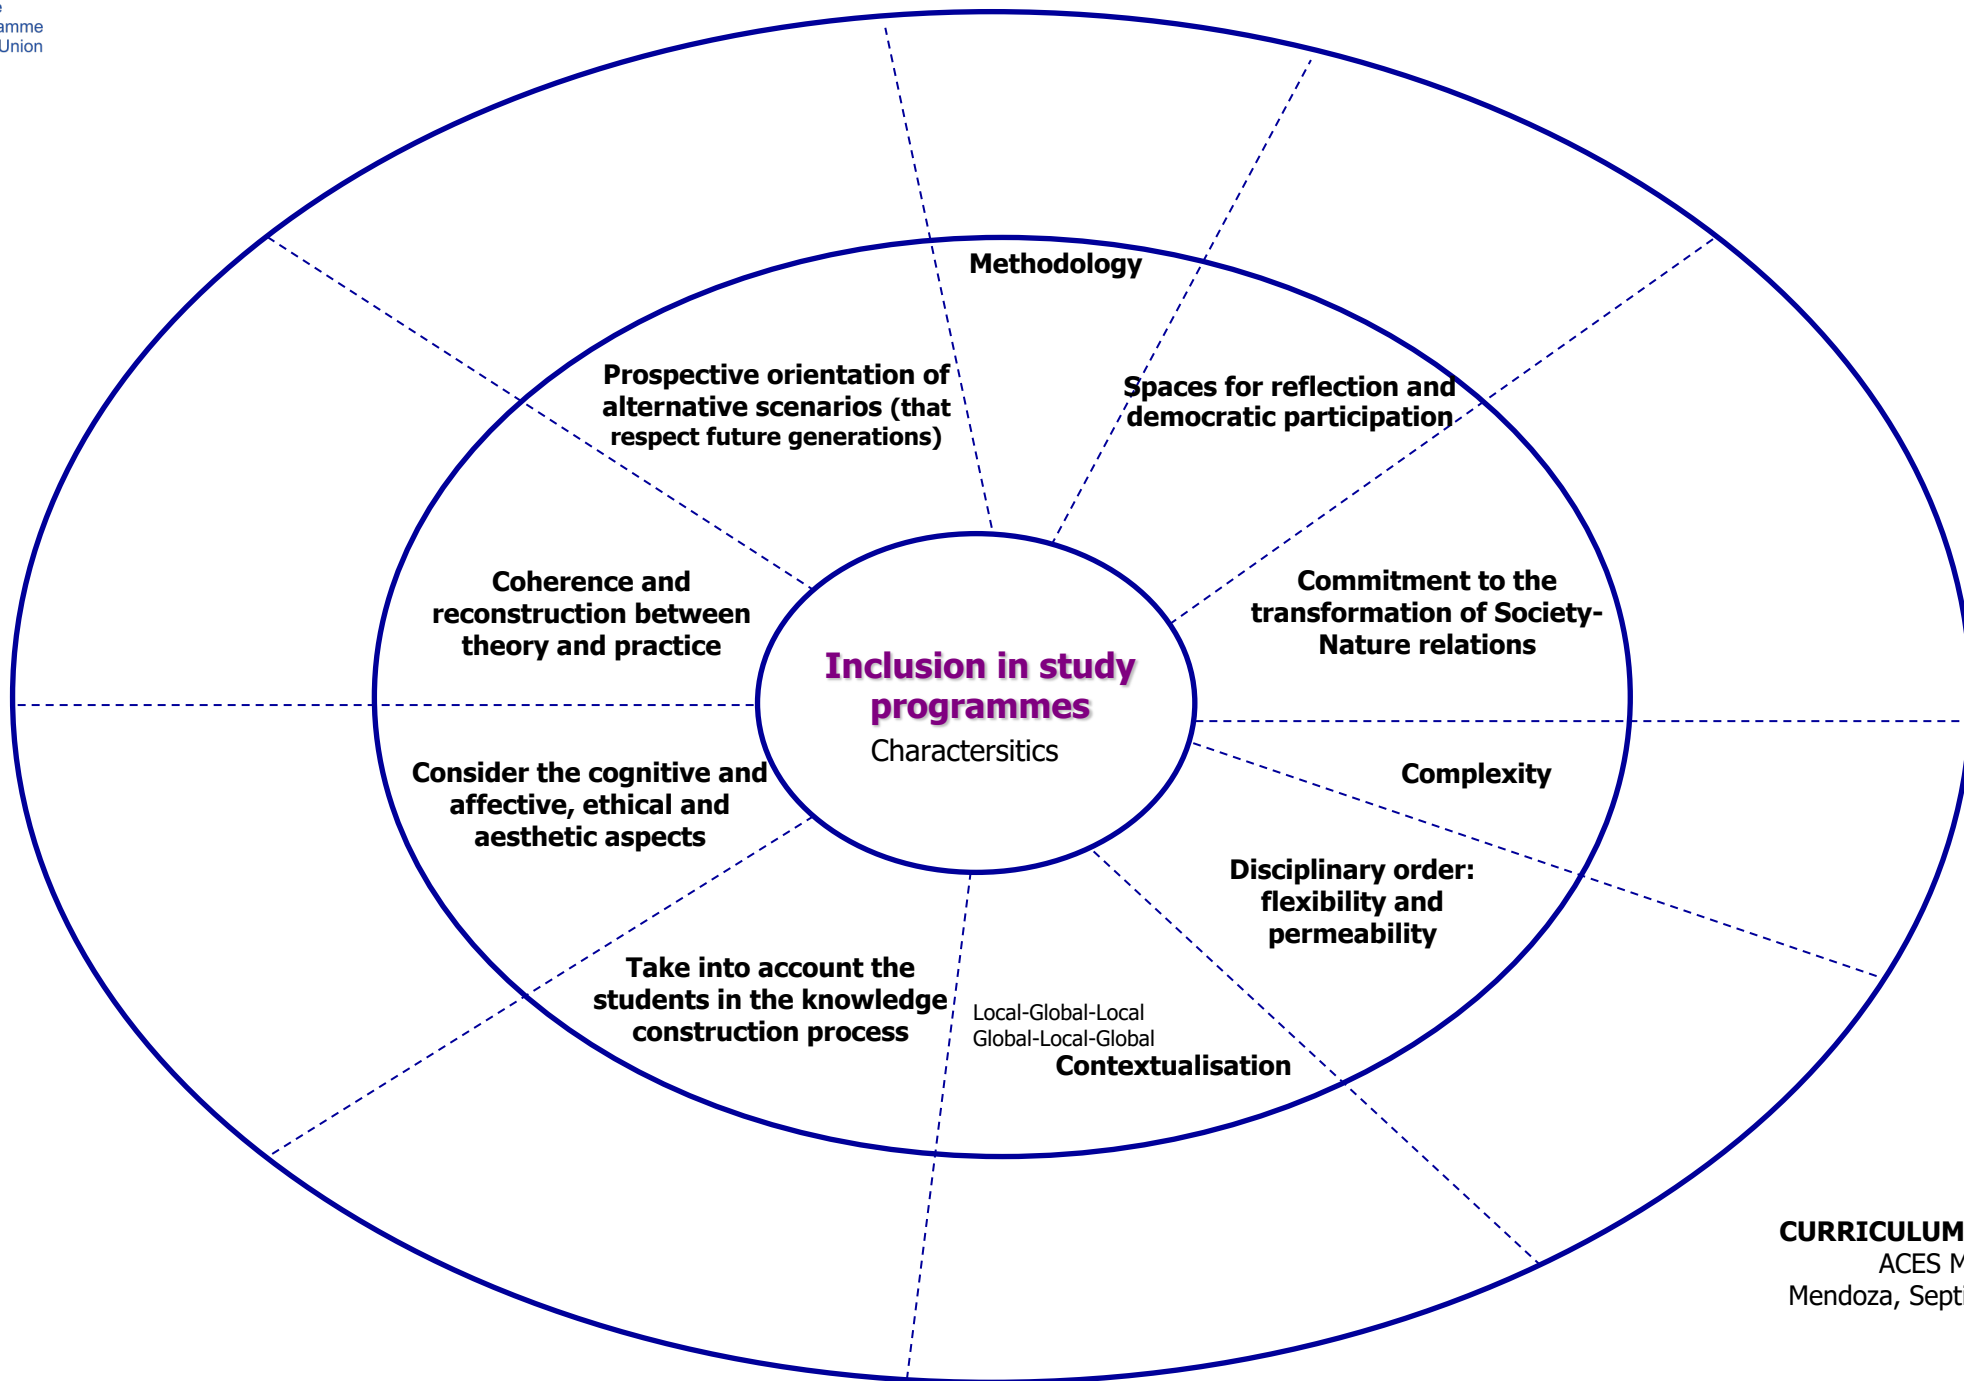 Union
Methodology
Prospective orientation of
alternative scenarios (that
respect future generations)
Spaces for reflection and
democratic participation
Coherence and
reconstruction between
theory and practice
Commitment to the
transformation of Society-
Nature relations
Inclusion in study
programmes
Charactersitics
Consider the cognitive and
affective, ethical and
aesthetic aspects
Complexity
Disciplinary order:
flexibility and
permeability
Take into account the
students in the knowledge
construction process
Local-Global-Local
Global-Local-Global
Contextualisation
CURRICULUM
ACES M
Mendoza, Septi